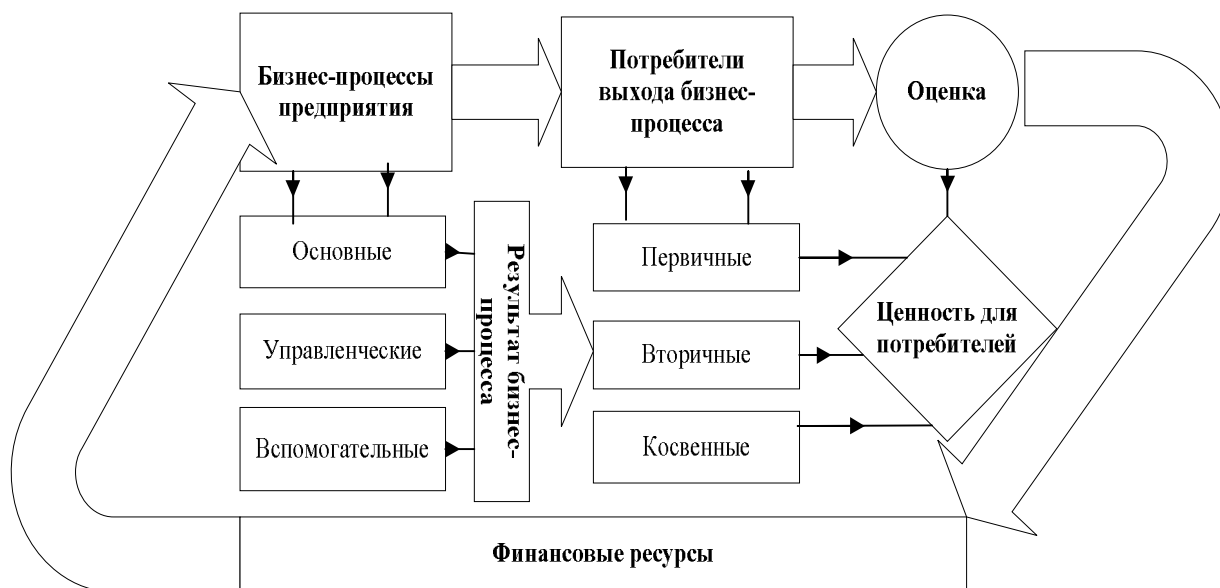 Бизнес-процессы
предприятия
Потребители
выхода бизнес-
процесса
Оценка
Основные
Управленческие
Вспомогательные
Результат бизнес-
процесса
Первичные
Вторичные
Косвенные
Ценность для
потребителей
Финансовые ресурсы